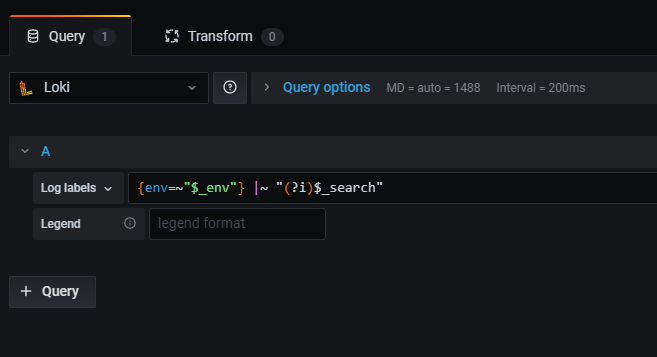 Query 1 Transform 0
Loki Query options MD = auto = 1488 Interval = 200ms
A
Log labels {env=~"$_env"} |~ "(?i)$_search"
Legend legend format
+ Query